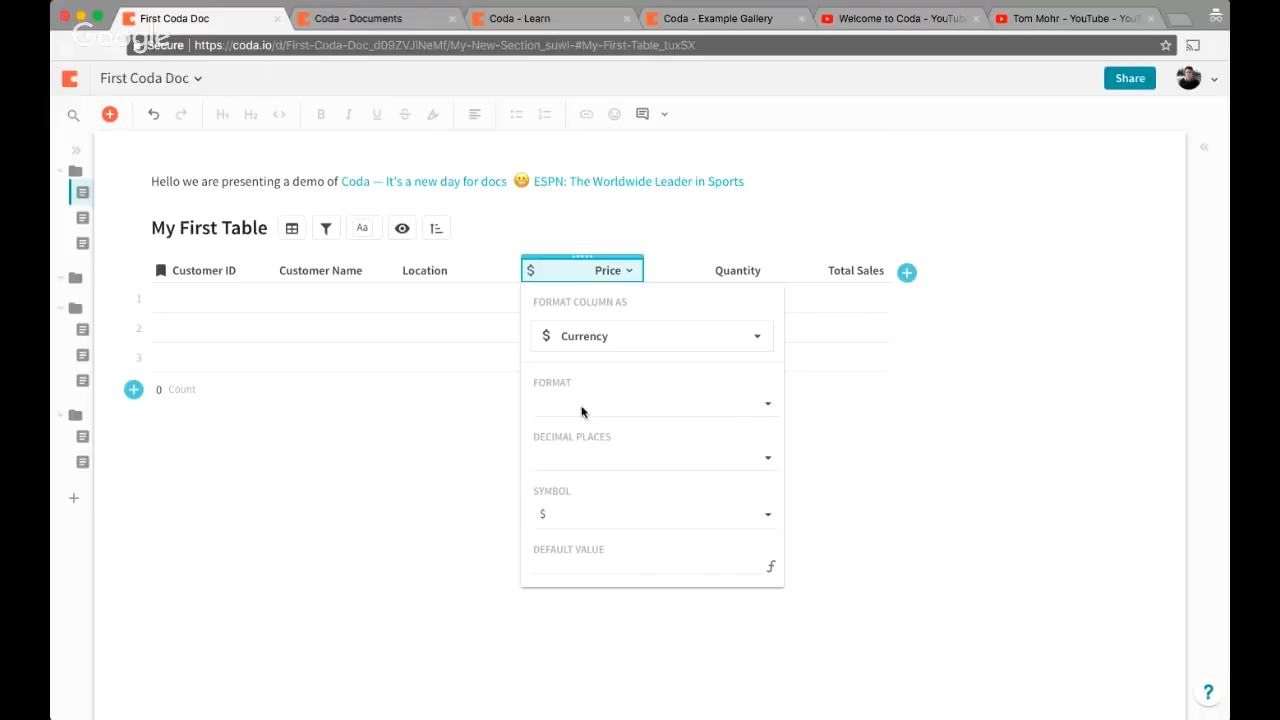 First Coda Doc
Coda - Documents
Coda - Learn
Coda - Example Gallery
Welcome to Coda - YouTub
Tom Mohr - YouTube - YouT
Google
Secure https://coda.io/d/First-Coda-Doc_d09ZVJlNeMf/My-New-Section_suwI-#My-First-Table_tuxSX
First Coda Doc
Share
H₁ H₂ <> B I U S
Hello we are presenting a demo of Coda — It's a new day for docs 😬 ESPN: The Worldwide Leader in Sports
My First Table Aa
Customer ID Customer Name Location $ Price Quantity Total Sales
1
2
3
0 Count
FORMAT COLUMN AS
$ Currency
FORMAT
DECIMAL PLACES
SYMBOL
$
DEFAULT VALUE
f
?